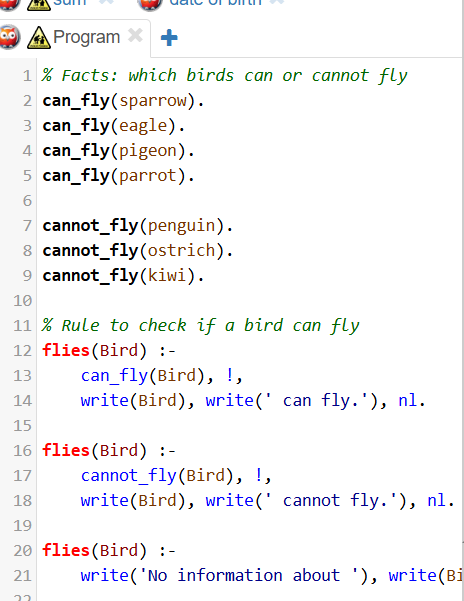 sum date of birth
Program
1 % Facts: which birds can or cannot fly
2 can_fly(sparrow).
3 can_fly(eagle).
4 can_fly(pigeon).
5 can_fly(parrot).
6
7 cannot_fly(penguin).
8 cannot_fly(ostrich).
9 cannot_fly(kiwi).
10
11 % Rule to check if a bird can fly
12 flies(Bird) :-
13     can_fly(Bird), !,
14     write(Bird), write(' can fly.'), nl.
15
16 flies(Bird) :-
17     cannot_fly(Bird), !,
18     write(Bird), write(' cannot fly.'), nl.
19
20 flies(Bird) :-
21     write('No information about '), write(Bi
22